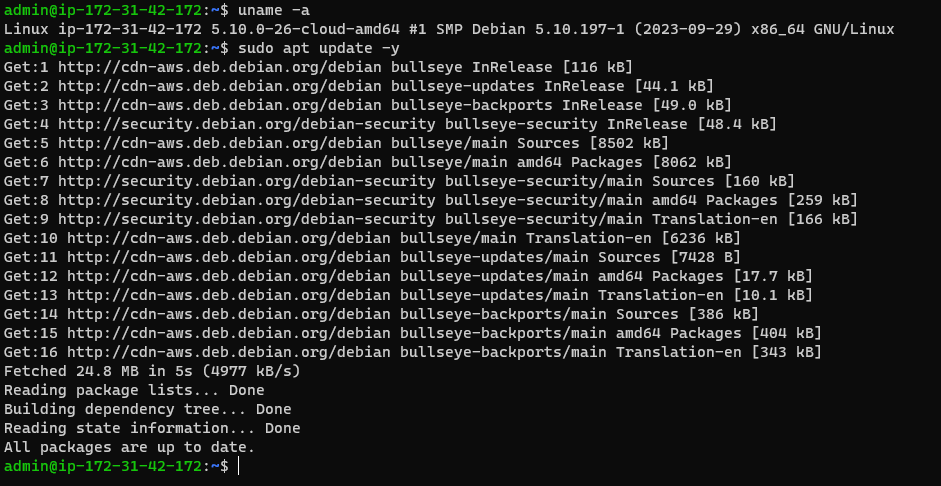 admin@ip-172-31-42-172:~$ uname -a
Linux ip-172-31-42-172 5.10.0-26-cloud-amd64 #1 SMP Debian 5.10.197-1 (2023-09-29) x86_64 GNU/Linux
admin@ip-172-31-42-172:~$ sudo apt update -y
Get:1 http://cdn-aws.deb.debian.org/debian bullseye InRelease [116 kB]
Get:2 http://cdn-aws.deb.debian.org/debian bullseye-updates InRelease [44.1 kB]
Get:3 http://cdn-aws.deb.debian.org/debian bullseye-backports InRelease [49.0 kB]
Get:4 http://security.debian.org/debian-security bullseye-security InRelease [48.4 kB]
Get:5 http://cdn-aws.deb.debian.org/debian bullseye/main Sources [8502 kB]
Get:6 http://cdn-aws.deb.debian.org/debian bullseye/main amd64 Packages [8062 kB]
Get:7 http://security.debian.org/debian-security bullseye-security/main Sources [160 kB]
Get:8 http://security.debian.org/debian-security bullseye-security/main amd64 Packages [259 kB]
Get:9 http://security.debian.org/debian-security bullseye-security/main Translation-en [166 kB]
Get:10 http://cdn-aws.deb.debian.org/debian bullseye/main Translation-en [6236 kB]
Get:11 http://cdn-aws.deb.debian.org/debian bullseye-updates/main Sources [7428 B]
Get:12 http://cdn-aws.deb.debian.org/debian bullseye-updates/main amd64 Packages [17.7 kB]
Get:13 http://cdn-aws.deb.debian.org/debian bullseye-updates/main Translation-en [10.1 kB]
Get:14 http://cdn-aws.deb.debian.org/debian bullseye-backports/main Sources [386 kB]
Get:15 http://cdn-aws.deb.debian.org/debian bullseye-backports/main amd64 Packages [404 kB]
Get:16 http://cdn-aws.deb.debian.org/debian bullseye-backports/main Translation-en [343 kB]
Fetched 24.8 MB in 5s (4977 kB/s)
Reading package lists... Done
Building dependency tree... Done
Reading state information... Done
All packages are up to date.
admin@ip-172-31-42-172:~$